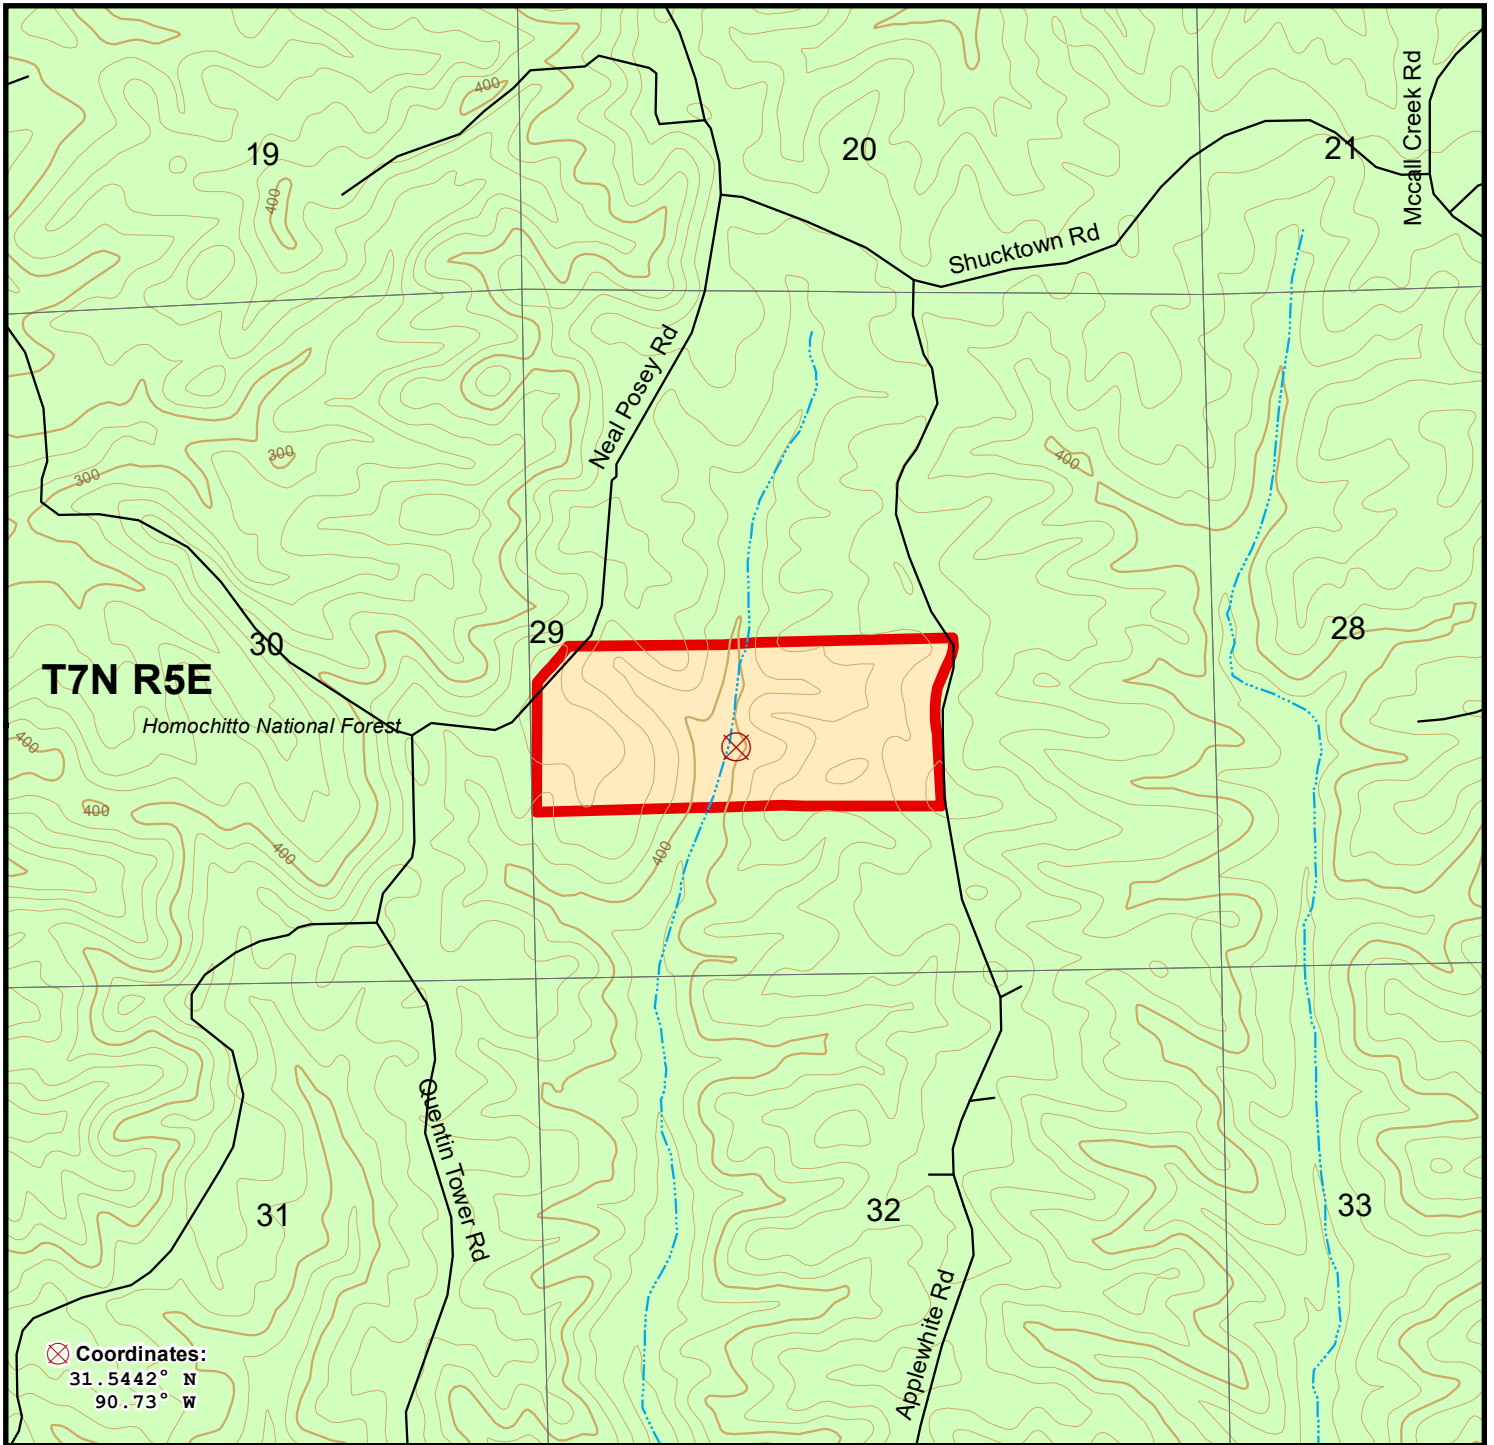 400
19
20
21
Mccall Creek Rd
400
Shucktown Rd
Neal Posey Rd
300
300
400
29
28
30
T7N R5E
Homochitto National Forest
400
400
400
400
Quentin Tower Rd
31
32
33
Applewhite Rd
Coordinates:
31.5442° N
90.73° W